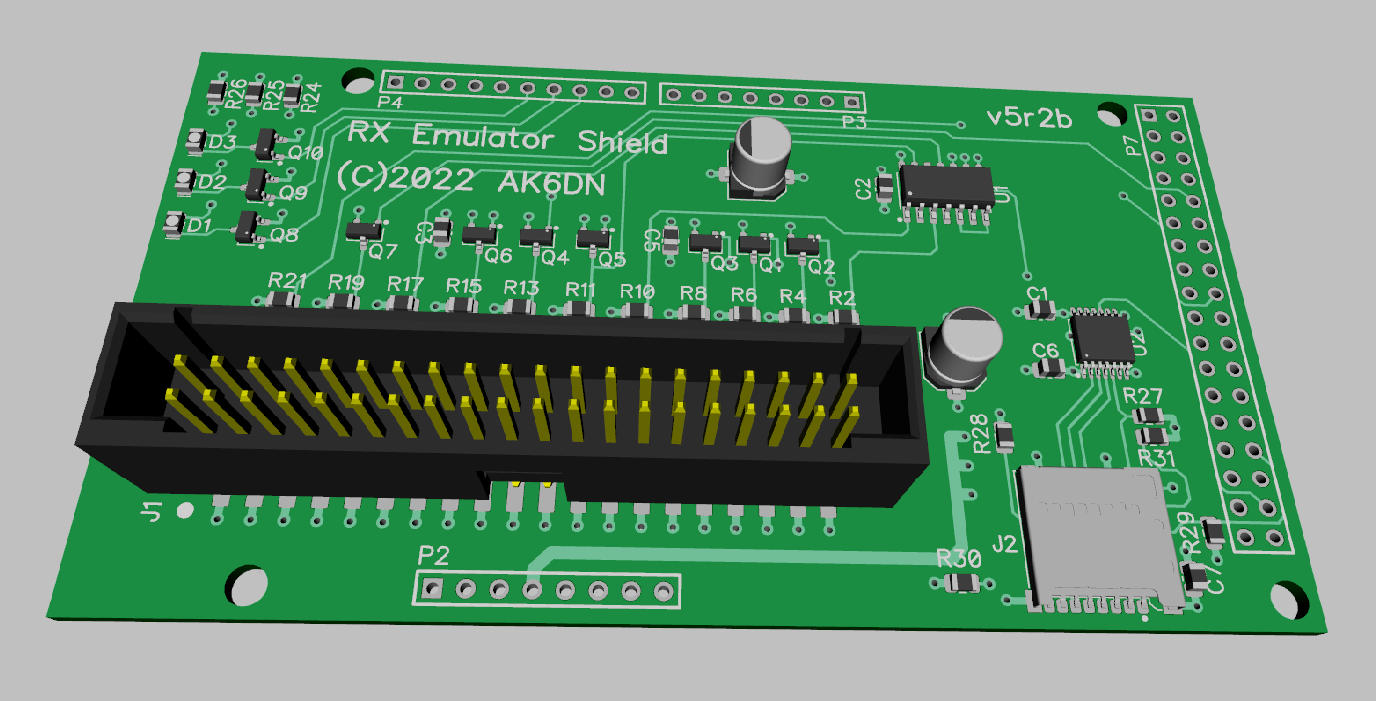 R26
R25
R24
P4
P3
v5r2b
P7
RX Emulator Shield
D3
Q10
(C)2022 AK6DN
D2
Q9
C2
U1
D1
Q8
Q7
C3
Q6
Q4
Q5
C5
Q3
Q1
Q2
R21
R19
R17
R15
R13
R11
R10
R8
R6
R4
R2
C1
U2
C6
R27
R28
R31
J1
R29
J2
P2
R30
C7